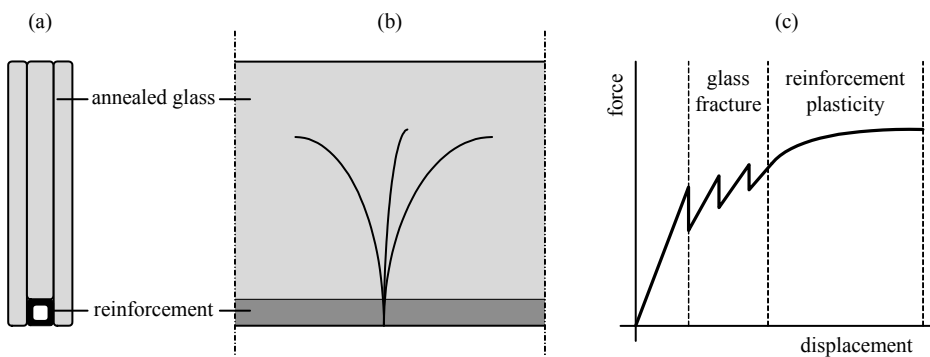 (a)
(b)
(c)
annealed glass
reinforcement
force
glass
fracture
reinforcement
plasticity
displacement